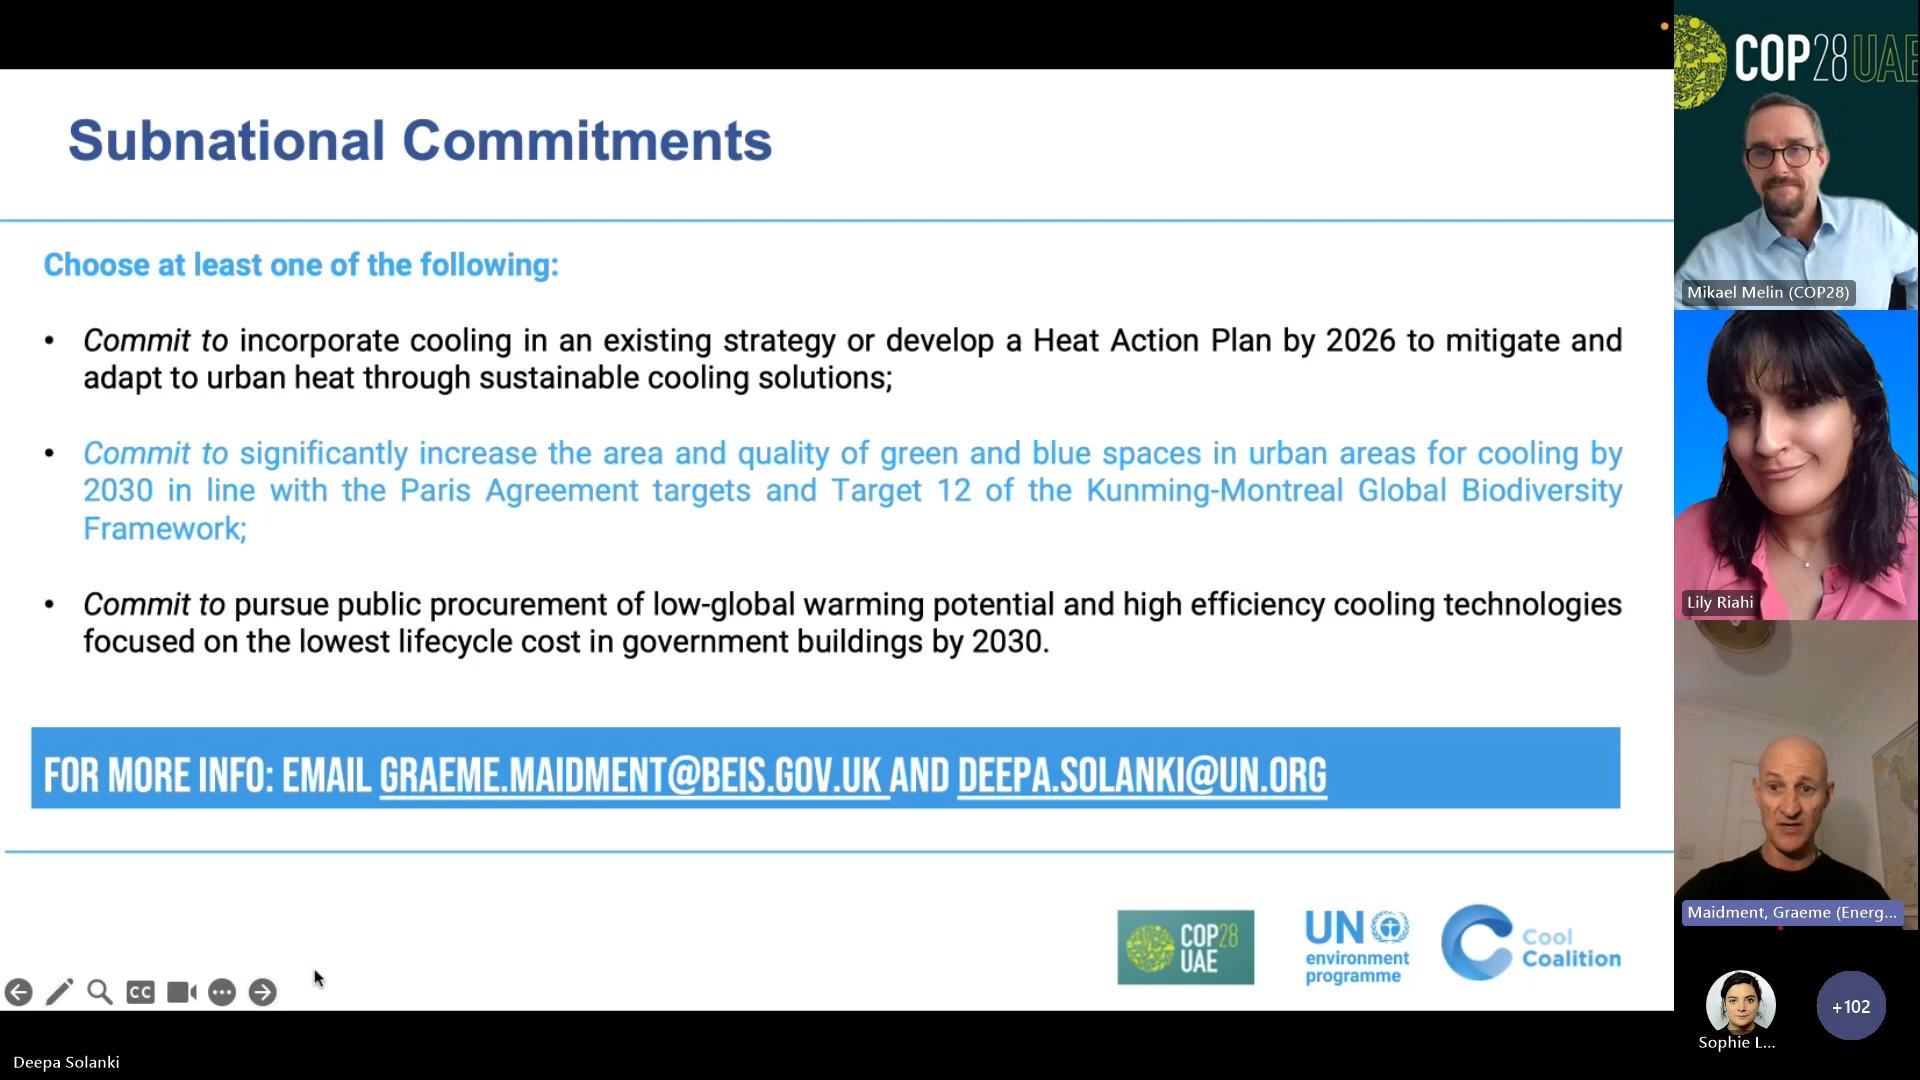 Subnational Commitments
Choose at least one of the following:
• Commit to incorporate cooling in an existing strategy or develop a Heat Action Plan by 2026 to mitigate and
adapt to urban heat through sustainable cooling solutions;
• Commit to significantly increase the area and quality of green and blue spaces in urban areas for cooling by
2030 in line with the Paris Agreement targets and Target 12 of the Kunming-Montreal Global Biodiversity
Framework;
• Commit to pursue public procurement of low-global warming potential and high efficiency cooling technologies
focused on the lowest lifecycle cost in government buildings by 2030.
FOR MORE INFO: EMAIL GRAEME.MAIDMENT@BEIS.GOV.UK AND DEEPA.SOLANKI@UN.ORG
COP28
UAE
UN
environment
programme
Cool
Coalition
CC
Deepa Solanki
COP28UAE
Mikael Melin (COP28)
Lily Riahi
Maidment, Graeme (Energ...
Sophie L...
+102